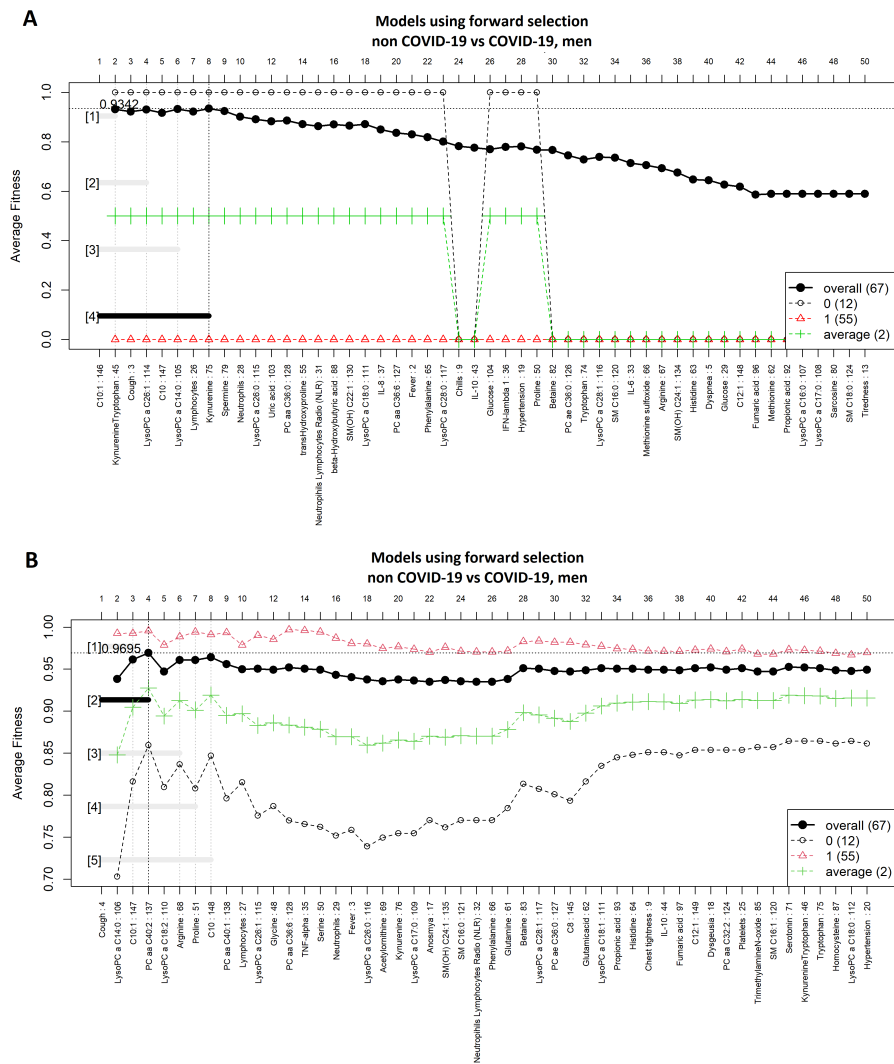 A
Models using forward selection
non COVID-19 vs COVID-19, men
1 2 3 4 5 6 7 8 9 10 12 14 16 18 20 22 24 26 28 30 32 34 36 38 40 42 44 46 48 50
Average Fitness
0.0 0.2 0.4 0.6 0.8 1.0
0.9342
[1]
[2]
[3]
[4]
overall (67)
0 (12)
1 (55)
average (2)
C10:1 : 146
KynurenineTryptophan : 45
Cough : 3
LysoPC a C26:1 : 114
C10 : 147
LysoPC a C14:0 : 105
Lymphocytes : 26
Kynurenine : 75
Spermine : 79
Neutrophils : 28
LysoPC a C26:0 : 115
Uric acid : 103
PC aa C36:0 : 128
transHydroxyproline : 55
Neutrophils Lymphocytes Radio (NLR) : 31
beta-Hydroxybutyric acid : 88
SM(OH) C22:1 : 130
LysoPC a C18:0 : 111
IL-8 : 37
PC aa C36:6 : 127
Fever : 2
Phenylalanine : 65
LysoPC a C28:0 : 117
Chills : 9
IL-10 : 43
Glucose : 104
IFN-lambda 1 : 36
Hypertension : 19
Proline : 50
Betaine : 82
PC ae C36:0 : 126
Tryptophan : 74
LysoPC a C28:1 : 116
SM C16:0 : 120
IL-6 : 33
Methionine sulfoxide : 66
Arginine : 67
SM(OH) C24:1 : 134
Histidine : 63
Dyspnea : 5
Glucose : 29
C12:1 : 148
Fumaric acid : 96
Methionine : 62
Propionic acid : 92
LysoPC a C16:0 : 107
LysoPC a C17:0 : 108
Sarcosine : 80
SM C18:0 : 124
Tiredness : 13
B
Models using forward selection
non COVID-19 vs COVID-19, men
1 2 3 4 5 6 7 8 9 10 12 14 16 18 20 22 24 26 28 30 32 34 36 38 40 42 44 46 48 50
Average Fitness
0.70 0.75 0.80 0.85 0.90 0.95 1.00
0.9695
[1]
[2]
[3]
[4]
[5]
overall (67)
0 (12)
1 (55)
average (2)
Cough : 4
LysoPC a C14:0 : 106
C10:1 : 147
PC aa C40:2 : 137
LysoPC a C18:2 : 110
Arginine : 68
Proline : 51
C10 : 148
PC aa C40:1 : 138
Lymphocytes : 27
LysoPC a C26:1 : 115
Glycine : 48
PC aa C36:6 : 128
TNF-alpha : 35
Serine : 50
Neutrophils : 29
Fever : 3
LysoPC a C26:0 : 116
Acetylornithine : 69
Kynurenine : 76
LysoPC a C17:0 : 109
Anosmya : 17
SM(OH) C24:1 : 135
SM C16:0 : 121
Neutrophils Lymphocytes Radio (NLR) : 32
Phenylalanine : 66
Glutamine : 61
Betaine : 83
LysoPC a C28:1 : 117
PC ae C36:0 : 127
C8 : 145
Glutamicacid : 62
LysoPC a C18:1 : 111
Propionic acid : 93
Histidine : 64
Chest tightness : 9
IL-10 : 44
Fumaric acid : 97
C12:1 : 149
Dysgeusia : 18
PC aa C32:2 : 124
Platelets : 25
TrimethylamineN-oxide : 85
SM C16:1 : 120
Serotonin : 71
KynurenineTryptophan : 46
Tryptophan : 75
Homocysteine : 87
LysoPC a C18:0 : 112
Hypertension : 20